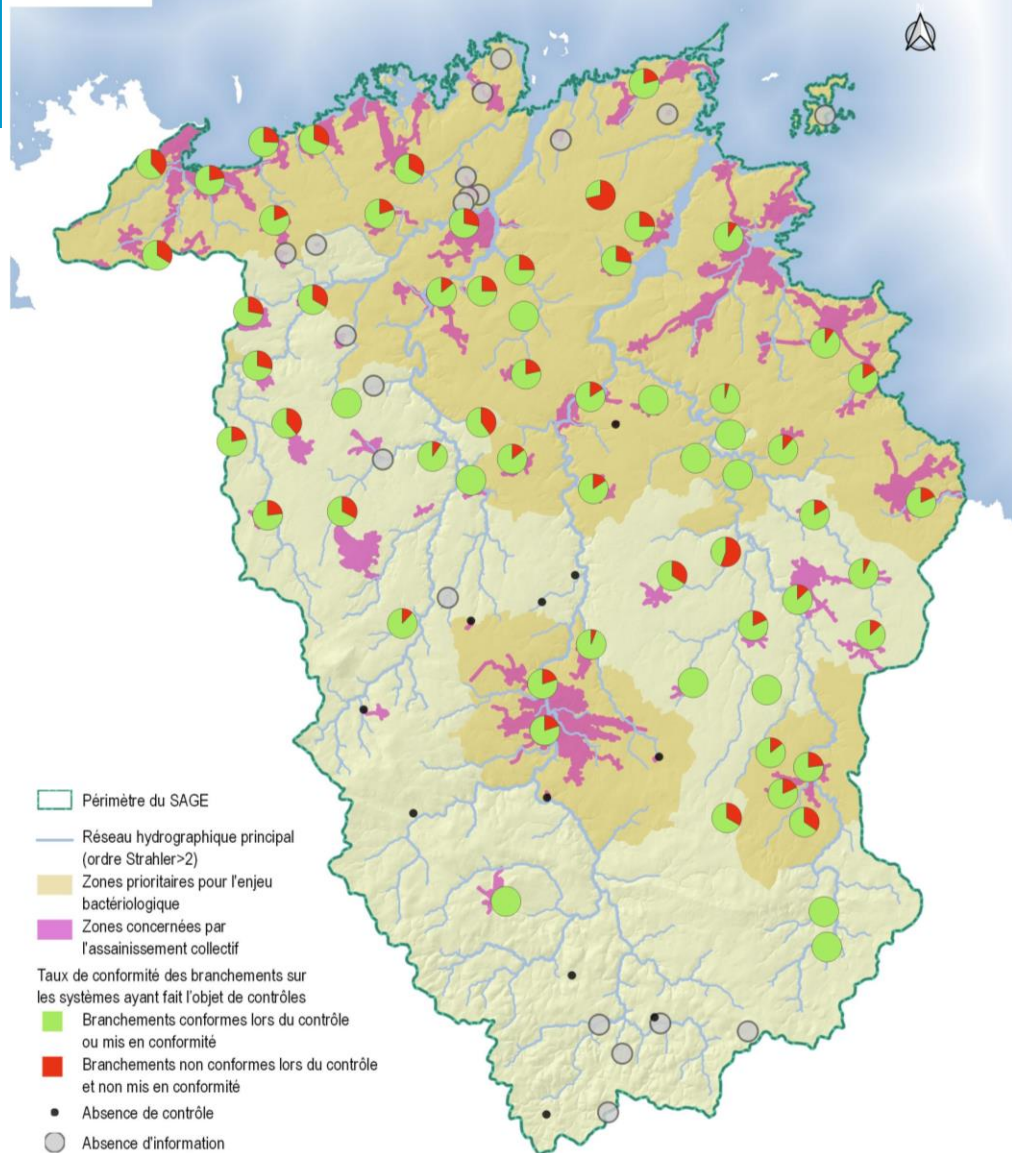 Périmètre du SAGE
Réseau hydrographique principal
(ordre Strahler>2)
Zones prioritaires pour l'enjeu
bactériologique
Zones concernées par
l'assainissement collectif
Taux de conformité des branchements sur
les systèmes ayant fait l'objet de contrôles
Branchements conformes lors du contrôle
ou mis en conformité
Branchements non conformes lors du contrôle
et non mis en conformité
Absence de contrôle
Absence d'information